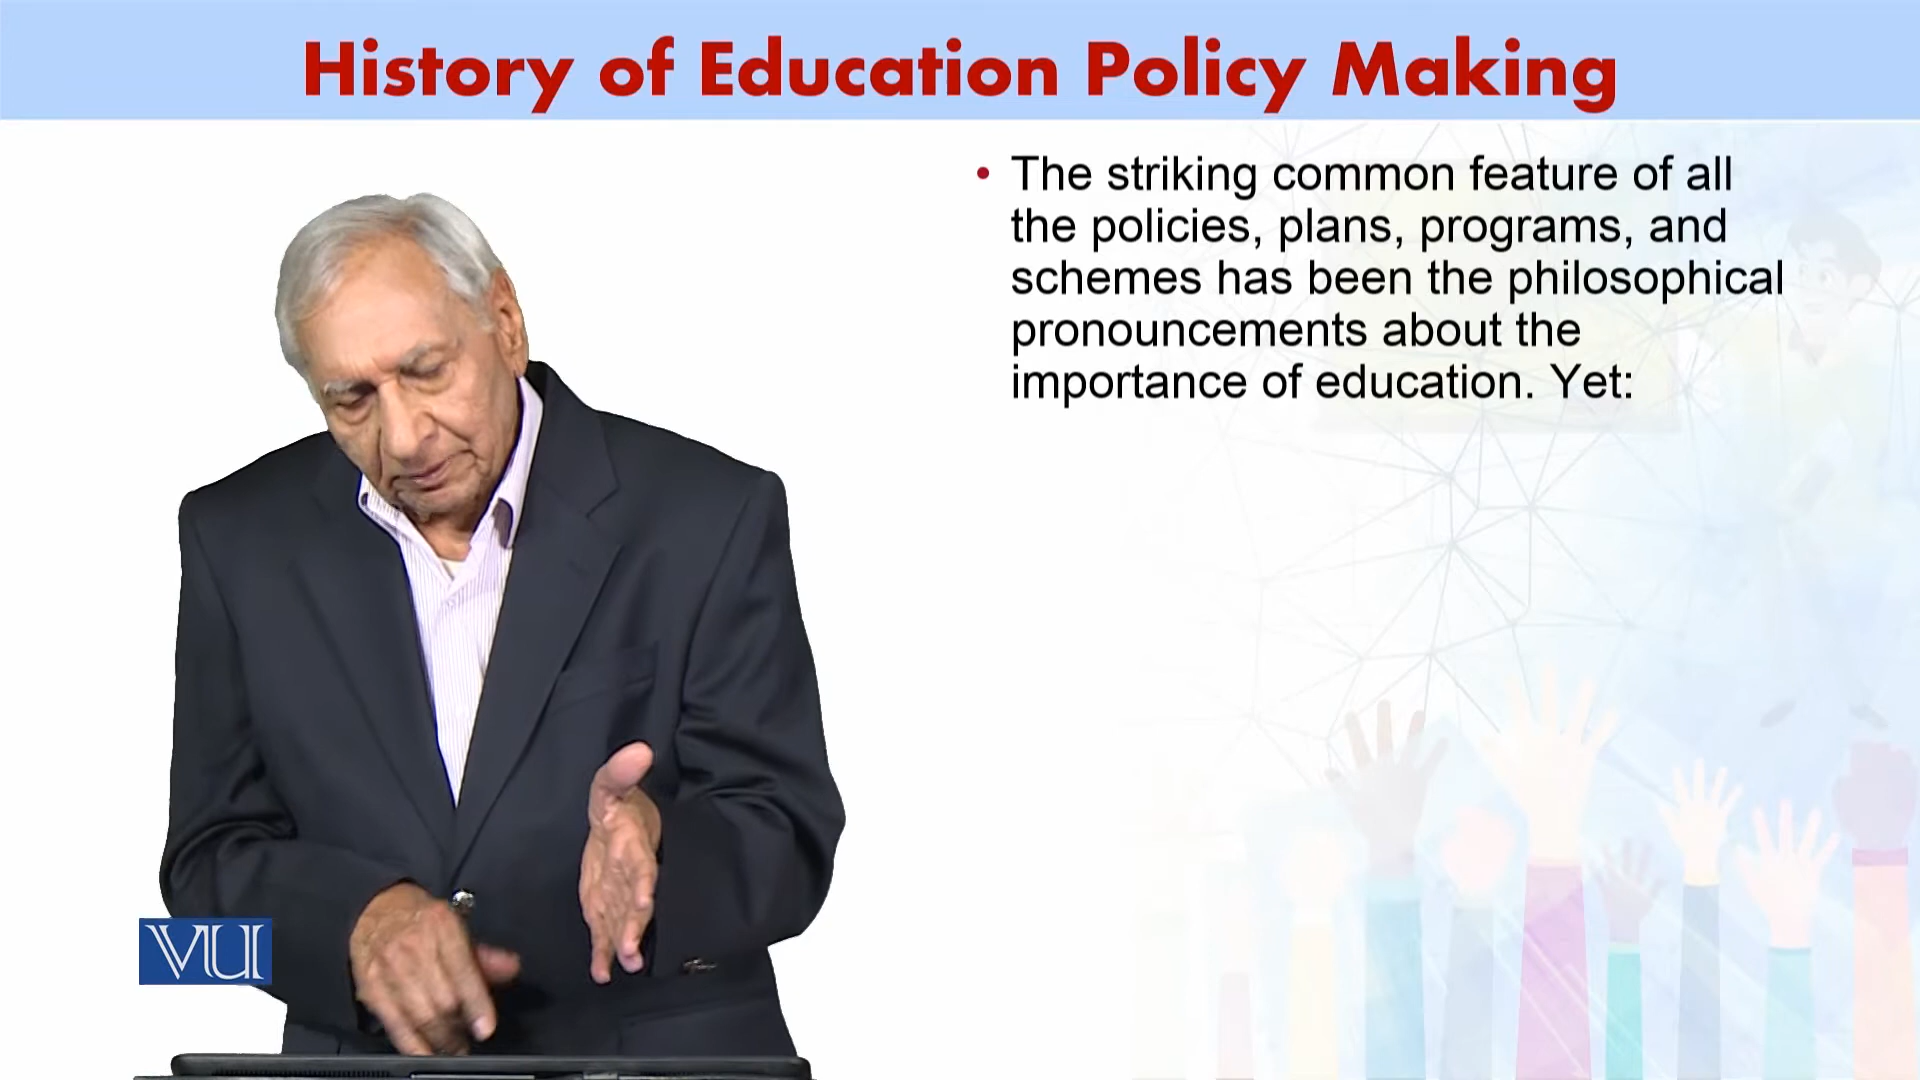 History of Education Policy Making
• The striking common feature of all
the policies, plans, programs, and
schemes has been the philosophical
pronouncements about the
importance of education. Yet:
VU